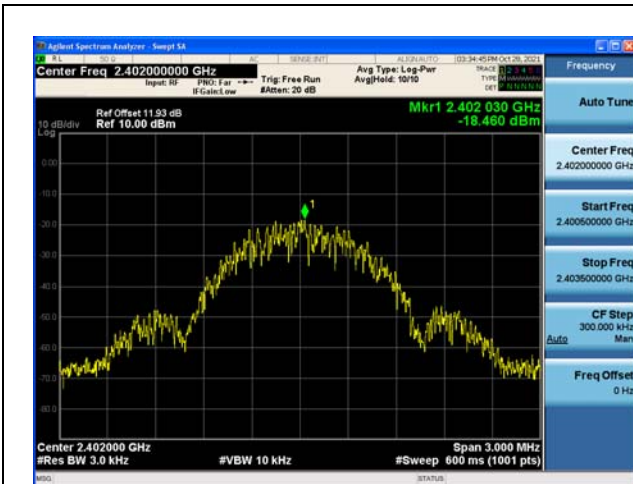 Agilent Spectrum Analyzer - Swept SA
RL 50 Ω AC SENSE:INT ALIGNAUTO 03:34:45 PM Oct 28, 2021
Center Freq 2.402000000 GHz
Input: RF PNO: Far
IFGain:Low
Trig: Free Run
#Atten: 20 dB
Avg Type: Log-Pwr
Avg|Hold: 10/10
TRACE 1 2 3 4
TYPE M
DET P N N N N N
Ref Offset 11.93 dB
10 dB/div Ref 10.00 dBm
Log
Mkr1 2.402 030 GHz
-18.460 dBm
0.00
-10.0
-20.0
-30.0
-40.0
-50.0
-60.0
-70.0
-80.0
1
Center 2.402000 GHz
#Res BW 3.0 kHz
#VBW 10 kHz
Span 3.000 MHz
#Sweep 600 ms (1001 pts)
MSG
STATUS
Frequency
Auto Tune
Center Freq
2.402000000 GHz
Start Freq
2.400500000 GHz
Stop Freq
2.403500000 GHz
CF Step
300.000 kHz
Auto Man
Freq Offset
0 Hz